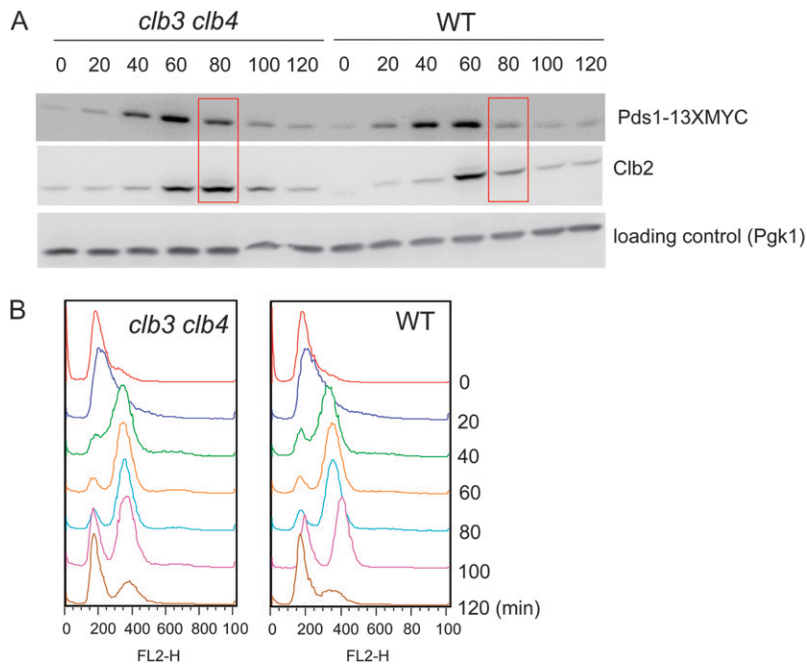 A
clb3 clb4 WT
0 20 40 60 80 100 120 0 20 40 60 80 100 120
Pds1-13XMYC
Clb2
loading control (Pgk1)
B
clb3 clb4 WT
0
20
40
60
80
100
120 (min)
0 200 400 600 800 100 0 200 400 600 800 100
FL2-H FL2-H